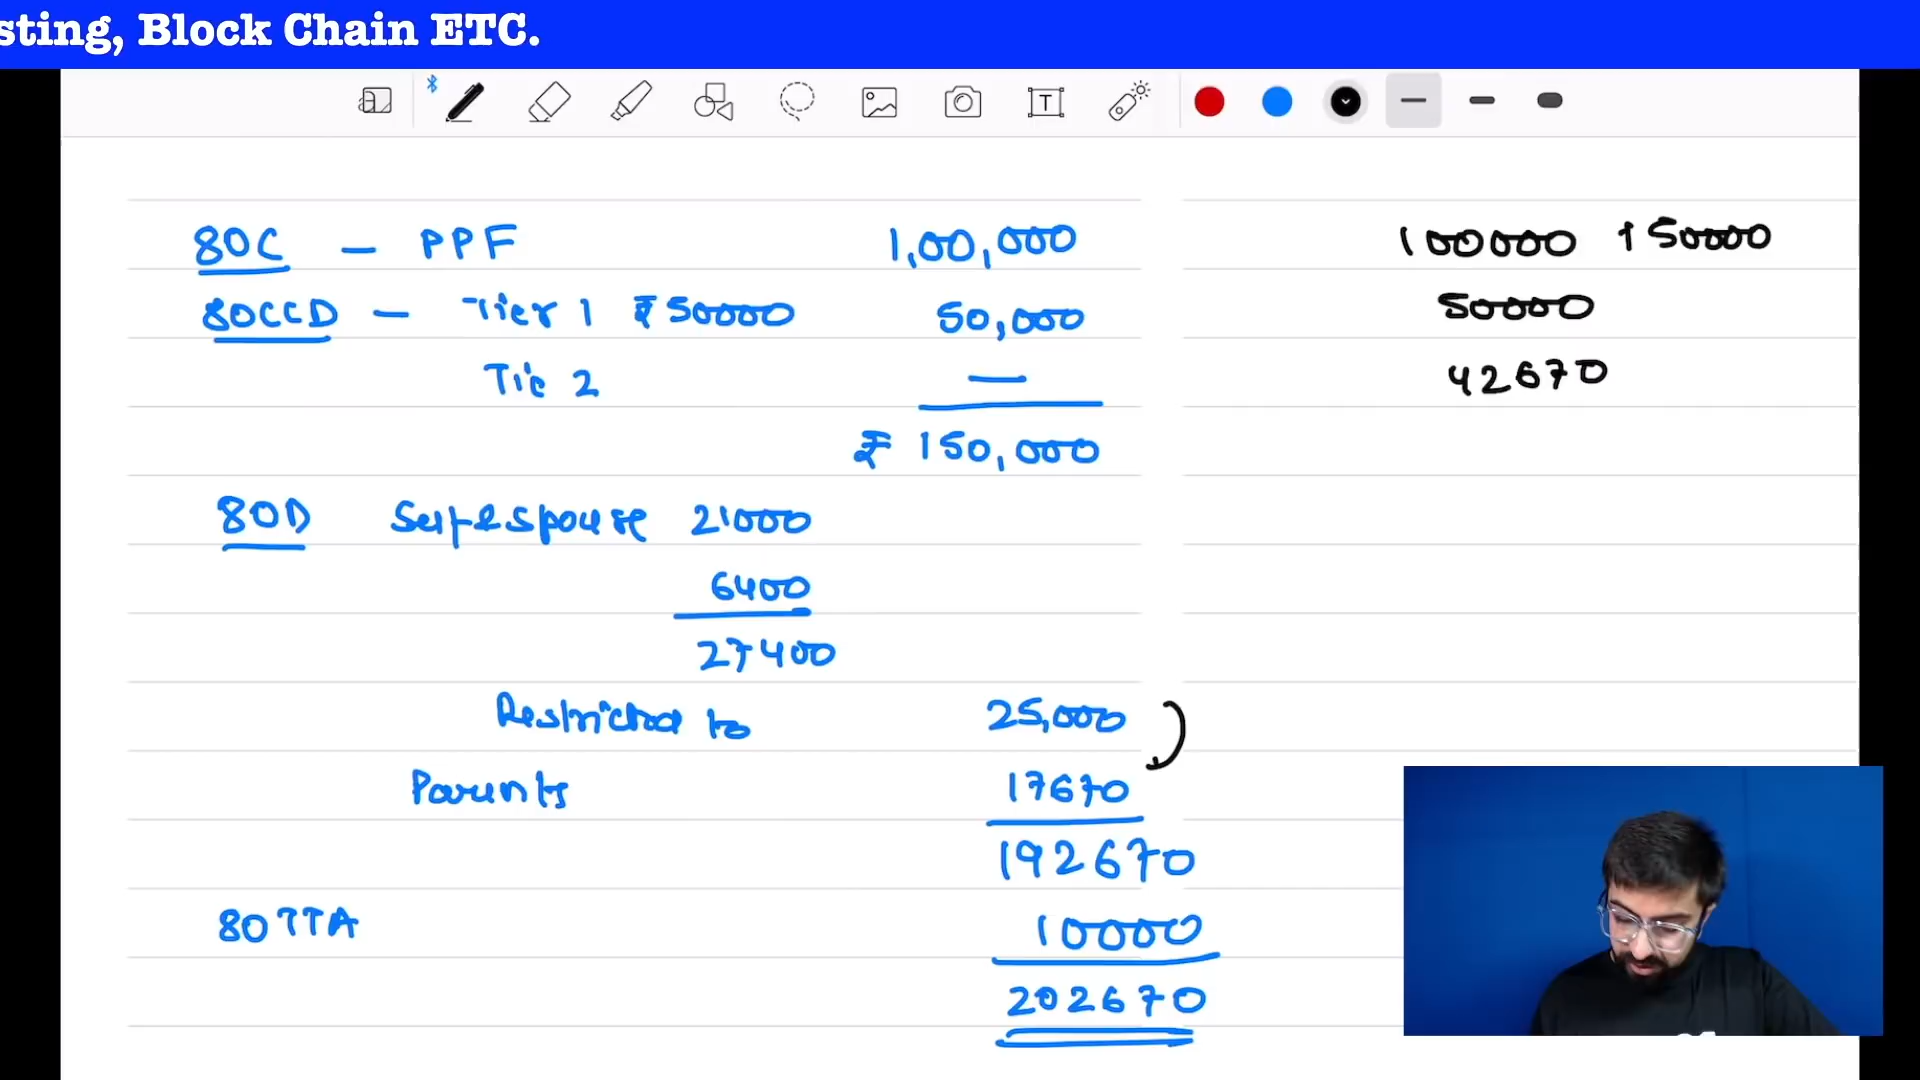 sting, Block Chain ETC.
80C - PPF 1,00,000 100000 150000
80CCD - Tier 1 ₹50000 50,000 50000
Tie 2 — 42670
₹ 150,000
80D Self & Spouse 21000
6400
27400
Restricted to 25,000
Parents 17670
192670
80TTA 10000
202670